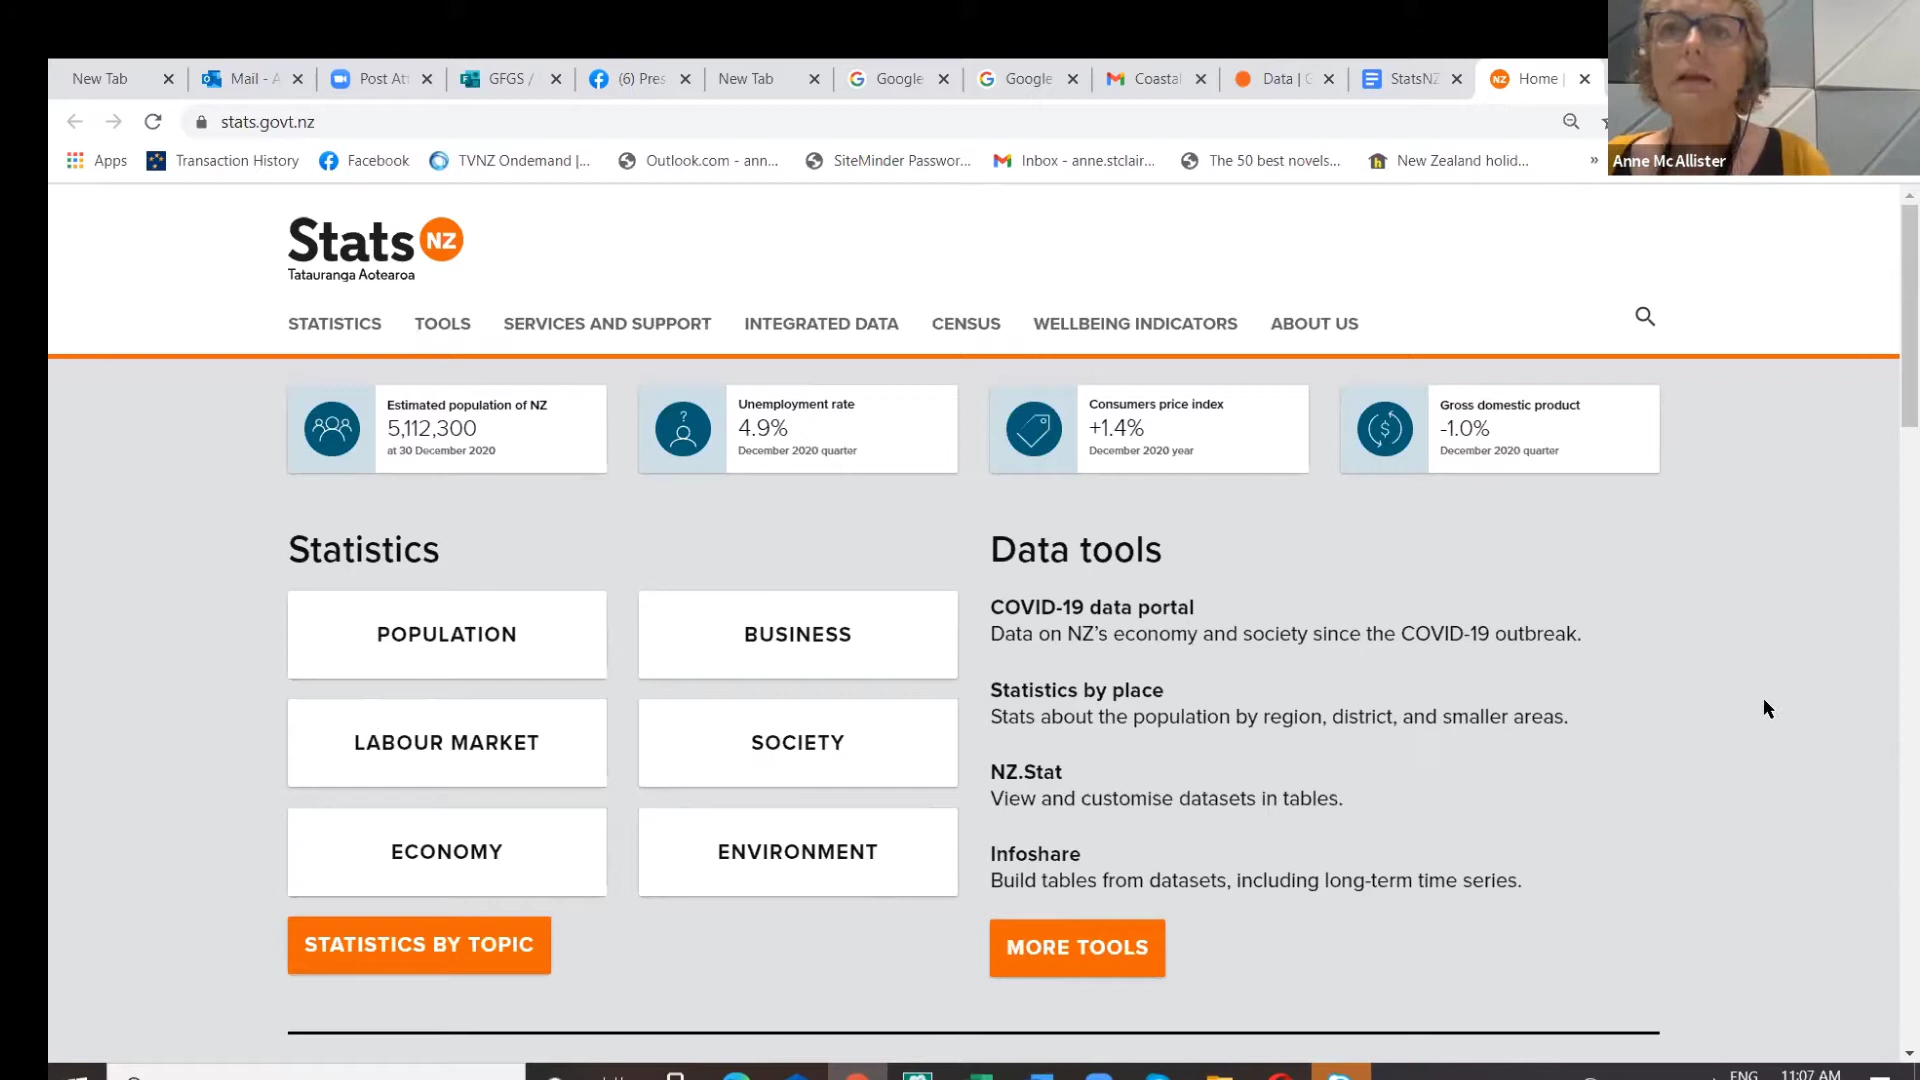 New Tab
Mail - A
Post Att
GFGS /
(6) Pres
New Tab
Google
Google
Coastal
Data | G
StatsNZ
Home |
stats.govt.nz
Apps
Transaction History
Facebook
TVNZ Ondemand |...
Outlook.com - ann...
SiteMinder Passwor...
Inbox - anne.stclair...
The 50 best novels...
New Zealand holid...
»
Anne McAllister
Stats NZ
Tatauranga Aotearoa
STATISTICS
TOOLS
SERVICES AND SUPPORT
INTEGRATED DATA
CENSUS
WELLBEING INDICATORS
ABOUT US
Estimated population of NZ
5,112,300
at 30 December 2020
Unemployment rate
4.9%
December 2020 quarter
Consumers price index
+1.4%
December 2020 year
Gross domestic product
-1.0%
December 2020 quarter
Statistics
POPULATION
BUSINESS
LABOUR MARKET
SOCIETY
ECONOMY
ENVIRONMENT
STATISTICS BY TOPIC
Data tools
COVID-19 data portal
Data on NZ's economy and society since the COVID-19 outbreak.
Statistics by place
Stats about the population by region, district, and smaller areas.
NZ.Stat
View and customise datasets in tables.
Infoshare
Build tables from datasets, including long-term time series.
MORE TOOLS
ENG
11:07 AM